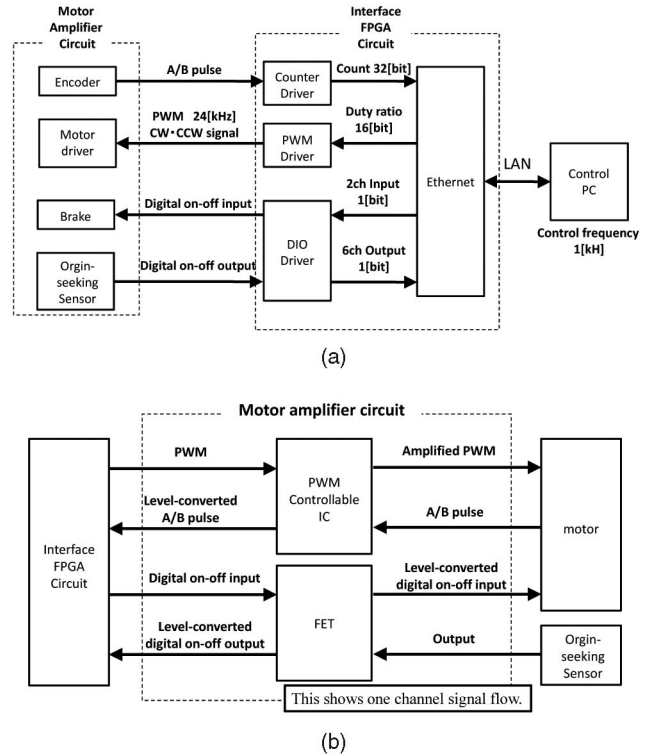 Motor
Amplifier
Circuit
Interface
FPGA
Circuit
Encoder
A/B pulse
Counter
Driver
Count 32[bit]
Motor
driver
PWM 24[kHz]
CW・CCW signal
PWM
Driver
Duty ratio
16[bit]
Ethernet
LAN
Control
PC
Control frequency
1[kH]
Brake
Digital on-off input
2ch Input
1[bit]
DIO
Driver
Orgin-
seeking
Sensor
Digital on-off output
6ch Output
1[bit]
(a)
Motor amplifier circuit
Interface
FPGA
Circuit
PWM
Level-converted
A/B pulse
PWM
Controllable
IC
Amplified PWM
A/B pulse
motor
Digital on-off input
Level-converted
digital on-off output
FET
Level-converted
digital on-off input
Output
Orgin-
seeking
Sensor
This shows one channel signal flow.
(b)